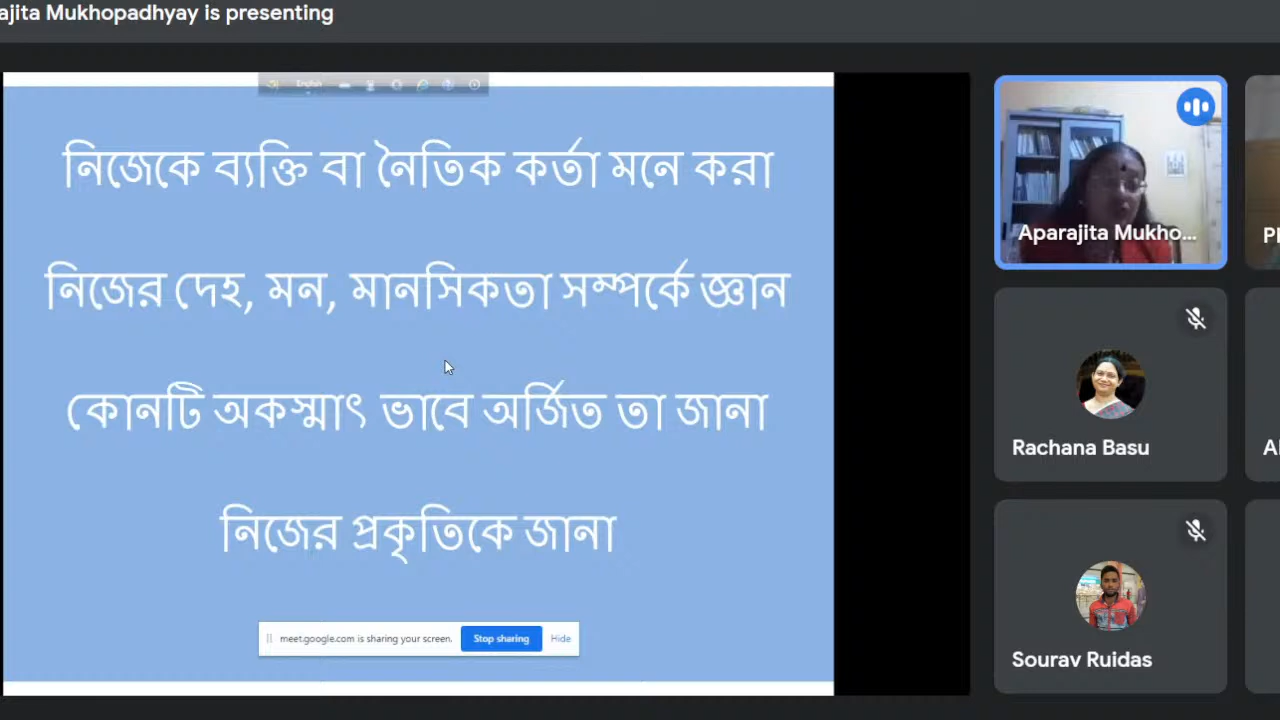 ajita Mukhopadhyay is presenting
English
নিজেকে ব্যক্তি বা নৈতিক কর্তা মনে করা
নিজের দেহ, মন, মানসিকতা সম্পর্কে জ্ঞান
কোনটি অকস্মাৎ ভাবে অর্জিত তা জানা
নিজের প্রকৃতিকে জানা
meet.google.com is sharing your screen. Stop sharing Hide
Aparajita Mukho...
Rachana Basu
Sourav Ruidas